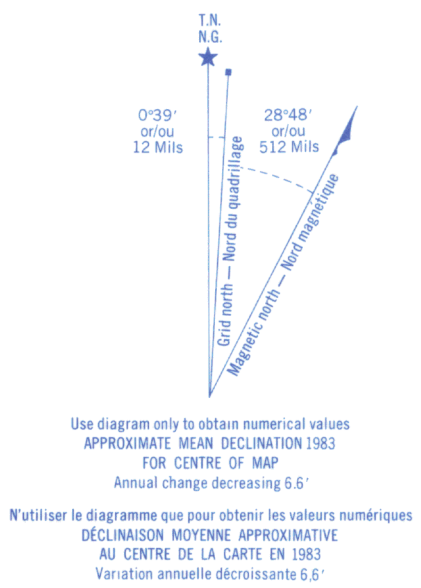 T.N.
N.G.
0°39′
or/ou
12 Mils
28°48′
or/ou
512 Mils
Grid north — Nord du quadrillage
Magnetic north — Nord magnetique
Use diagram only to obtain numerical values
APPROXIMATE MEAN DECLINATION 1983
FOR CENTRE OF MAP
Annual change decreasing 6.6′
N'utiliser le diagramme que pour obtenir les valeurs numériques
DÉCLINAISON MOYENNE APPROXIMATIVE
AU CENTRE DE LA CARTE EN 1983
Variation annuelle décroissante 6,6′